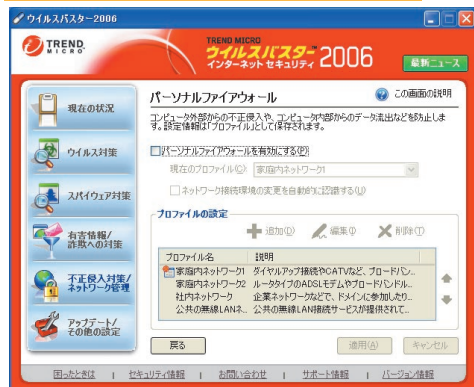 ウイルスバスター2006
TREND MICRO
TREND MICRO
ウイルスバスター™ 2006
インターネット セキュリティ
最新ニュース
現在の状況
ウイルス対策
スパイウェア対策
有害情報/
詐欺への対策
不正侵入対策/
ネットワーク管理
アップデート/
その他の設定
パーソナルファイアウォール
この画面の説明
コンピュータ外部からの不正侵入や、コンピュータ内部からのデータ流出などを防止しま
す。設定情報は「プロファイル」として保存されます。
パーソナルファイアウォールを有効にする(P)
現在のプロファイル(C): 家庭内ネットワーク1
ネットワーク接続環境の変更を自動的に認識する(U)
プロファイルの設定
追加(D) 編集(I) 削除(T)
プロファイル名 説明
家庭内ネットワーク1 ダイヤルアップ接続やCATVなど、ブロードバン...
家庭内ネットワーク2 ルータタイプのADSLモデムやブロードバンドル...
社内ネットワーク 企業ネットワークなどで、ドメインに参加したり...
公共の無線LANネ... 公共の無線LAN接続サービスが提供されて...
戻る 適用(A) キャンセル
困ったときは | セキュリティ情報 | お問い合わせ | サポート情報 | バージョン情報